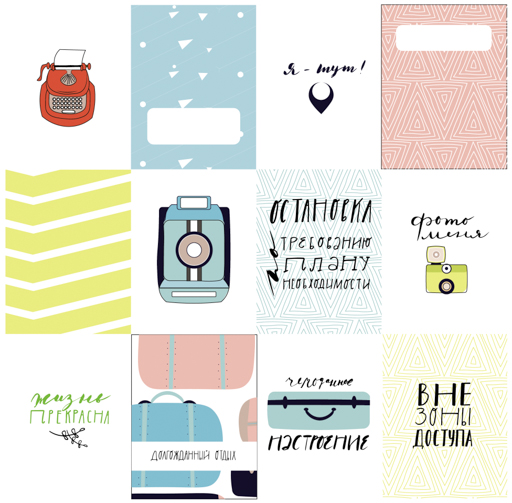 я - тут!
ОСТАНОВКА
по
ТРЕБОВАНИЮ
ПЛАНУ
НЕОБХОДИМОСТИ
фото
меня
жизнь
ПРЕКРАСНА
Долгожданный отдых
чемоданное
НАСТРОЕНИЕ
ВНЕ
ЗОНЫ
ДОСТУПА